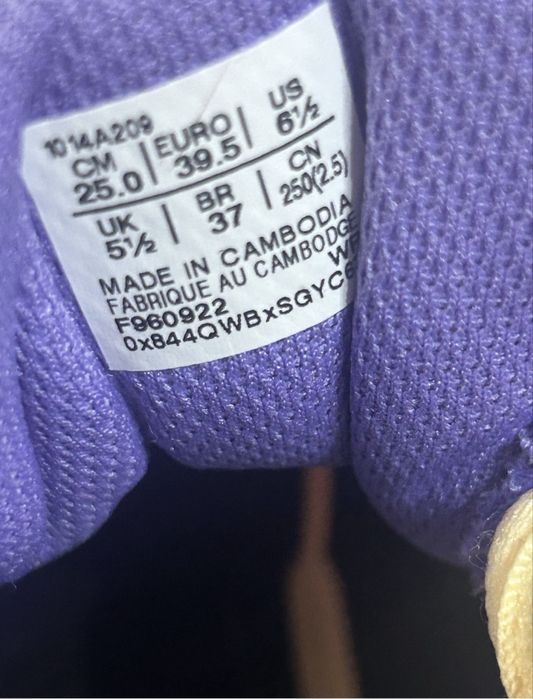 1014A209
CM 25.0 | EURO 39.5 | US 6½
UK 5½ | BR 37 | CN 250(2.5)
MADE IN CAMBODIA
FABRIQUE AU CAMBODGE
F960922
0x844QWBxSGYC